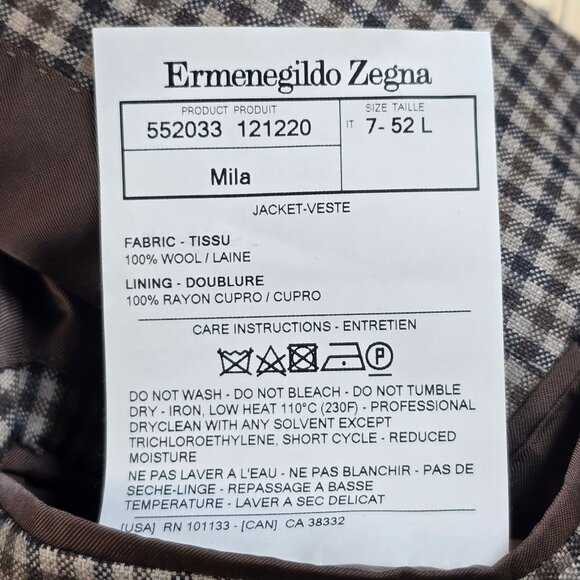 Ermenegildo Zegna
PRODUCT PRODUIT
552033 121220
SIZE TAILLE
IT 7- 52 L
Mila
JACKET-VESTE
FABRIC - TISSU
100% WOOL / LAINE
LINING - DOUBLURE
100% RAYON CUPRO / CUPRO
CARE INSTRUCTIONS - ENTRETIEN
P
DO NOT WASH - DO NOT BLEACH - DO NOT TUMBLE
DRY - IRON, LOW HEAT 110°C (230F) - PROFESSIONAL
DRYCLEAN WITH ANY SOLVENT EXCEPT
TRICHLOROETHYLENE, SHORT CYCLE - REDUCED
MOISTURE
NE PAS LAVER A L'EAU - NE PAS BLANCHIR - PAS DE
SECHE-LINGE - REPASSAGE A BASSE
TEMPERATURE - LAVER A SEC DELICAT
[USA] RN 101133 - [CAN] CA 38332